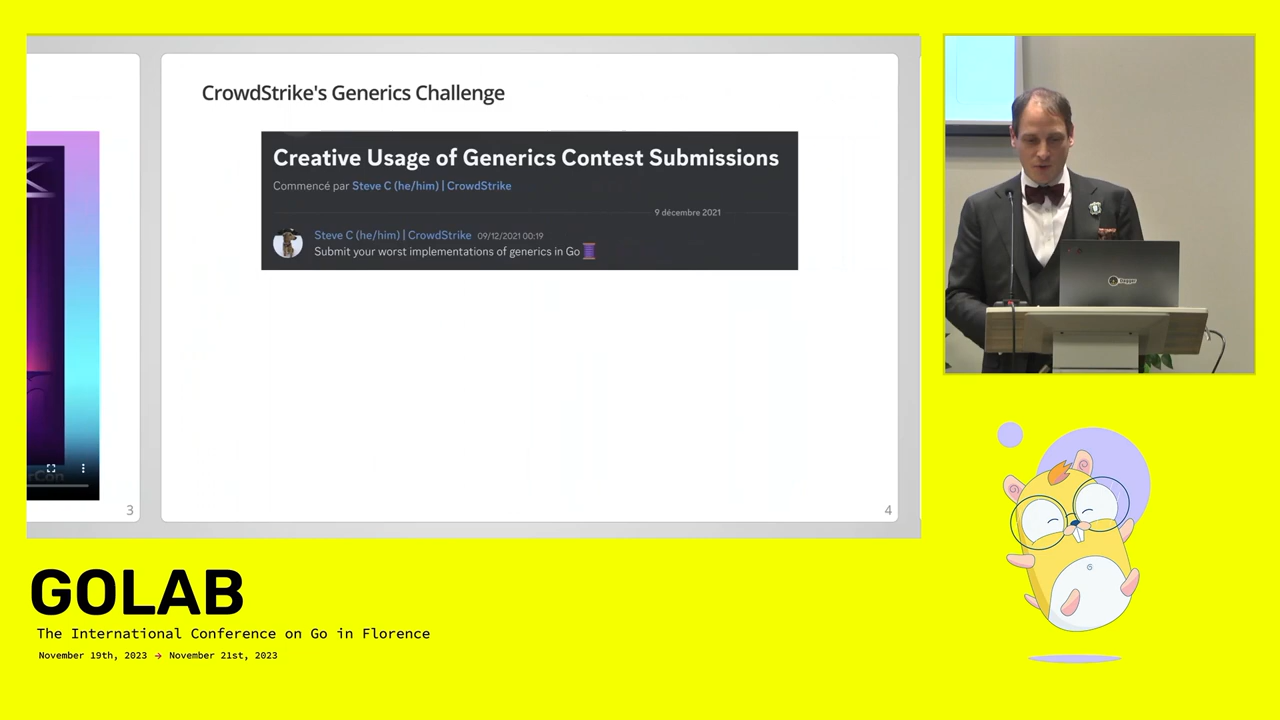 CrowdStrike's Generics Challenge
Creative Usage of Generics Contest Submissions
Commencé par Steve C (he/him) | CrowdStrike
9 décembre 2021
Steve C (he/him) | CrowdStrike 09/12/2021 00:19
Submit your worst implementations of generics in Go
3
4
GOLAB
The International Conference on Go in Florence
November 19th, 2023 → November 21st, 2023